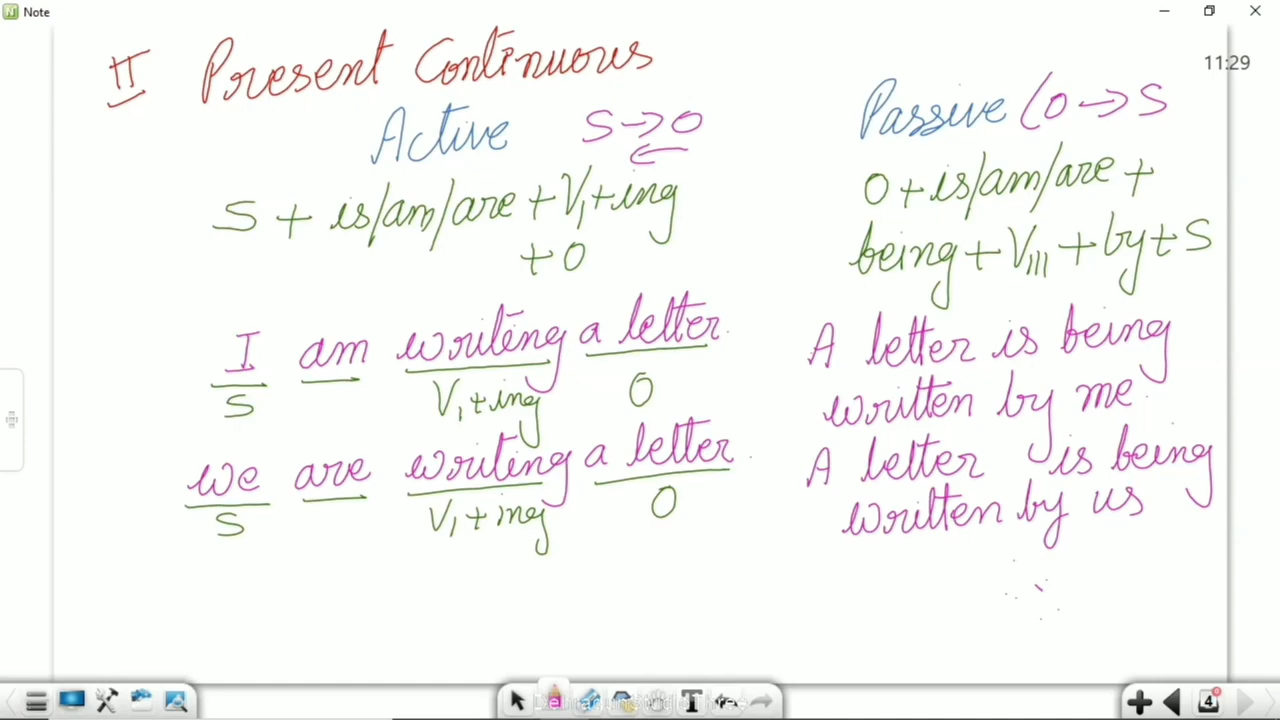 Note
11:29
II Present Continuous
Active S→O
S + is/am/are + V₁+ing
+ O
I am writing a letter.
S V₁+ing O
we are writing a letter.
S V₁+ing O
Passive (O→S
O + is/am/are +
being + VIII + by + S
A letter is being
written by me.
A letter is being
written by us
4